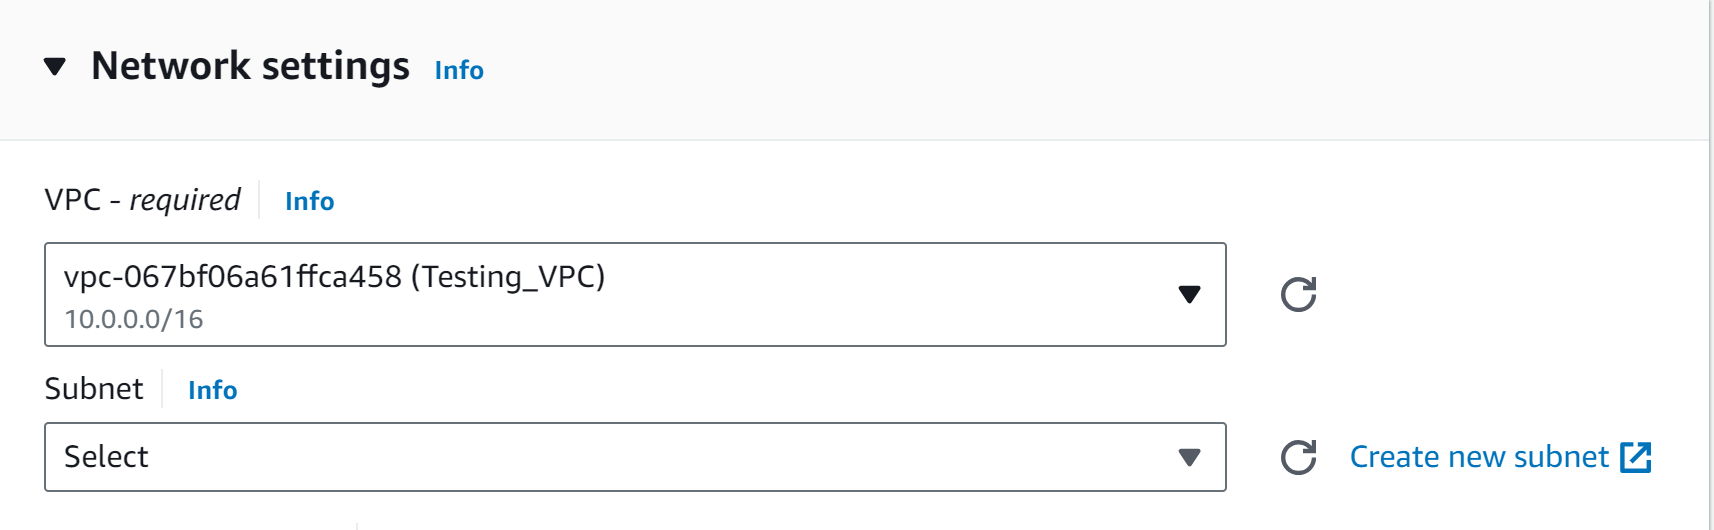 Network settings Info
VPC - required Info
vpc-067bf06a61ffca458 (Testing_VPC)
10.0.0.0/16
Subnet Info
Select
Create new subnet